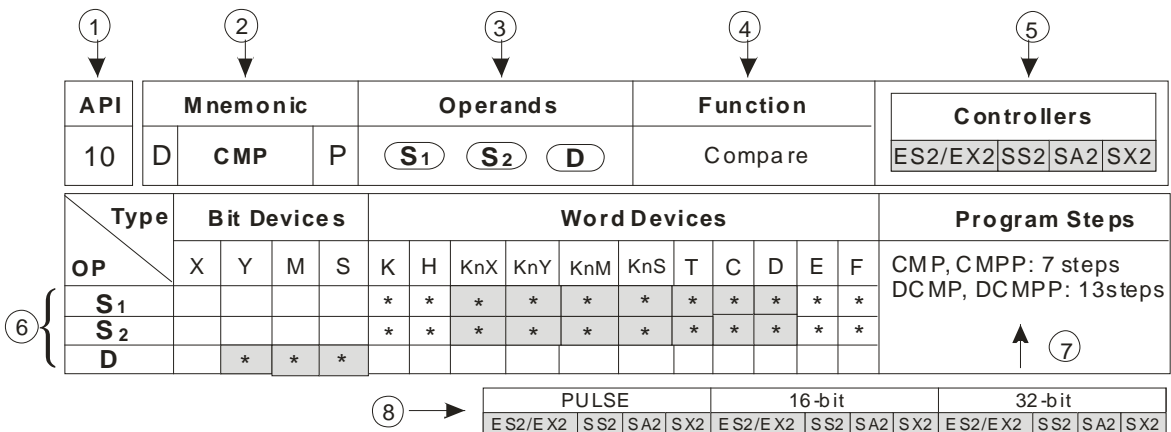 1 2 3 4 5
API Mnemonic Operands Function Controllers
10 D CMP P S1 S2 D Compare ES2/EX2 SS2 SA2 SX2
Type Bit Devices Word Devices Program Steps
OP X Y M S K H KnX KnY KnM KnS T C D E F CMP, CMPP: 7 steps
DCMP, DCMPP: 13steps
S1 * * * * * * * * * * *
6 S2 * * * * * * * * * * *
D * * * 7
8 PULSE 16-bit 32-bit
ES2/EX2 SS2 SA2 SX2 ES2/EX2 SS2 SA2 SX2 ES2/EX2 SS2 SA2 SX2